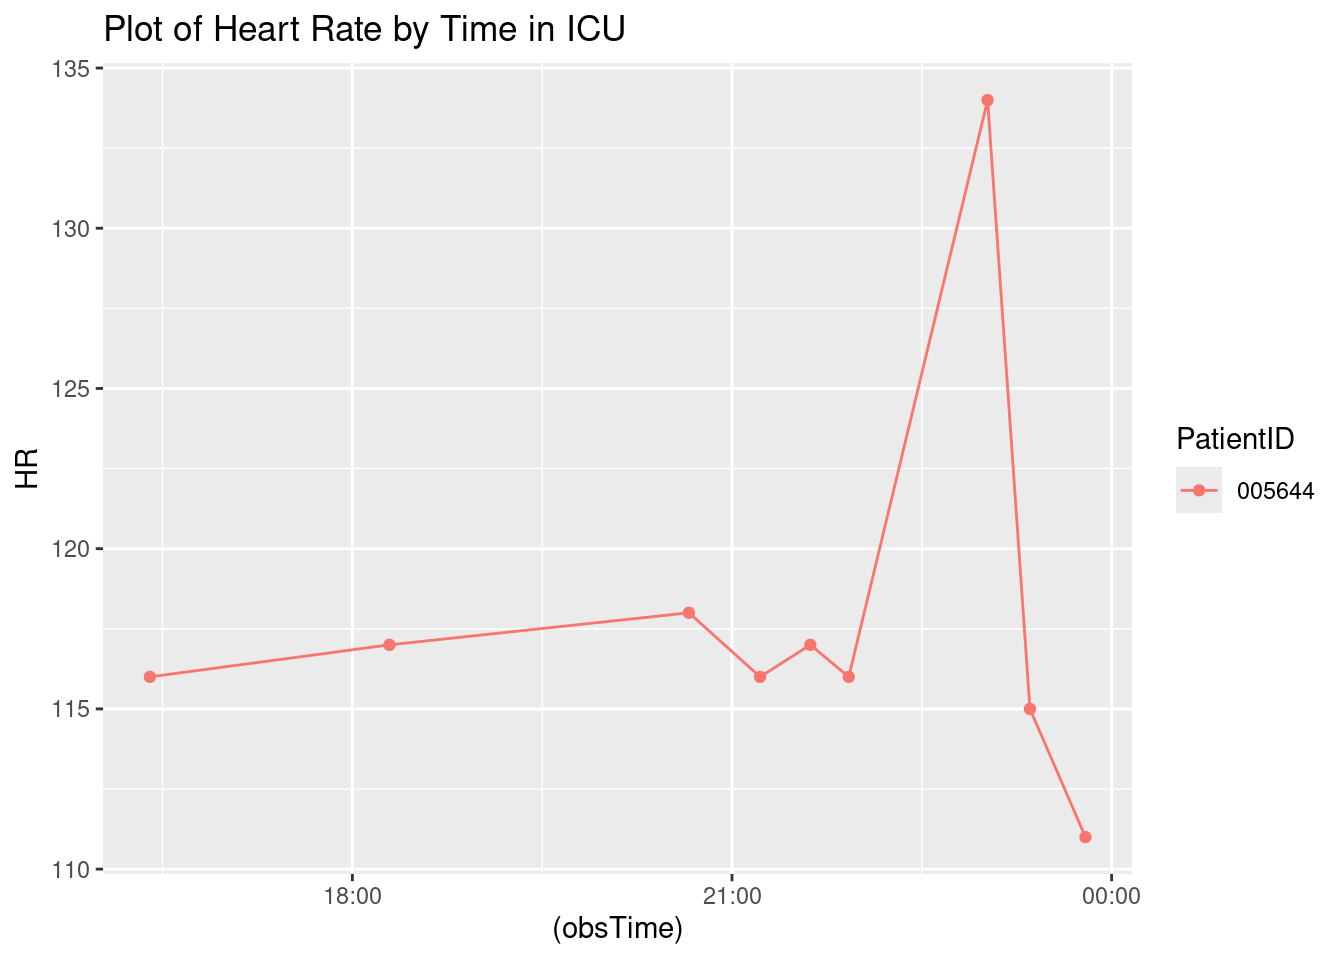 Plot of Heart Rate by Time in ICU
135
130
125
120
115
110
HR
18:00
21:00
00:00
(obsTime)
PatientID
005644